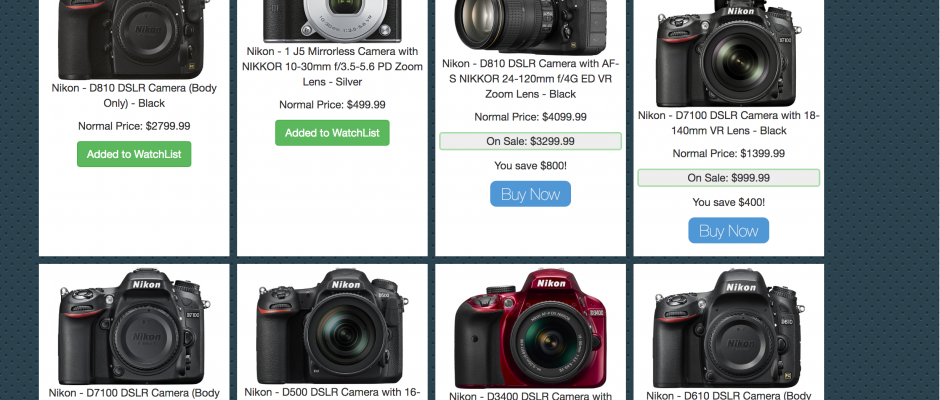 Nikon - D810 DSLR Camera (Body
Only) - Black
Normal Price: $2799.99
Added to WatchList
Nikon - 1 J5 Mirrorless Camera with
NIKKOR 10-30mm f/3.5-5.6 PD Zoom
Lens - Silver
Normal Price: $499.99
Added to WatchList
Nikon - D810 DSLR Camera with AF-
S NIKKOR 24-120mm f/4G ED VR
Zoom Lens - Black
Normal Price: $4099.99
On Sale: $3299.99
You save $800!
Buy Now
Nikon
D7100
Nikon - D7100 DSLR Camera with 18-
140mm VR Lens - Black
Normal Price: $1399.99
On Sale: $999.99
You save $400!
Buy Now
Nikon
D7100
Nikon
Nikon - D7100 DSLR Camera (Body
Nikon
D500
Nikon - D500 DSLR Camera with 16-
Nikon
D3400
Nikon - D3400 DSLR Camera with
Nikon
D610
Nikon
Nikon - D610 DSLR Camera (Body